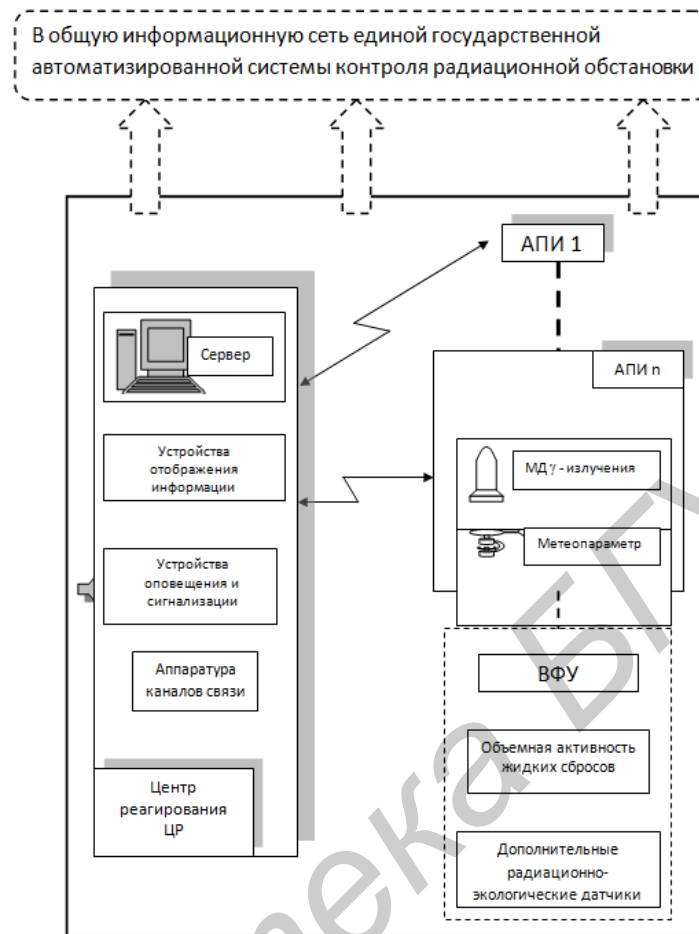 В общую информационную сеть единой государственной
автоматизированной системы контроля радиационной обстановки
АПИ 1
Сервер
Устройства
отображения
информации
Устройства
оповещения и
сигнализации
Аппаратура
каналов связи
Центр
реагирования
ЦР
АПИ n
МД γ - излучения
Метеопараметр
ВФУ
Объемная активность
жидких сбросов
Дополнительные
радиационно-
экологические датчики